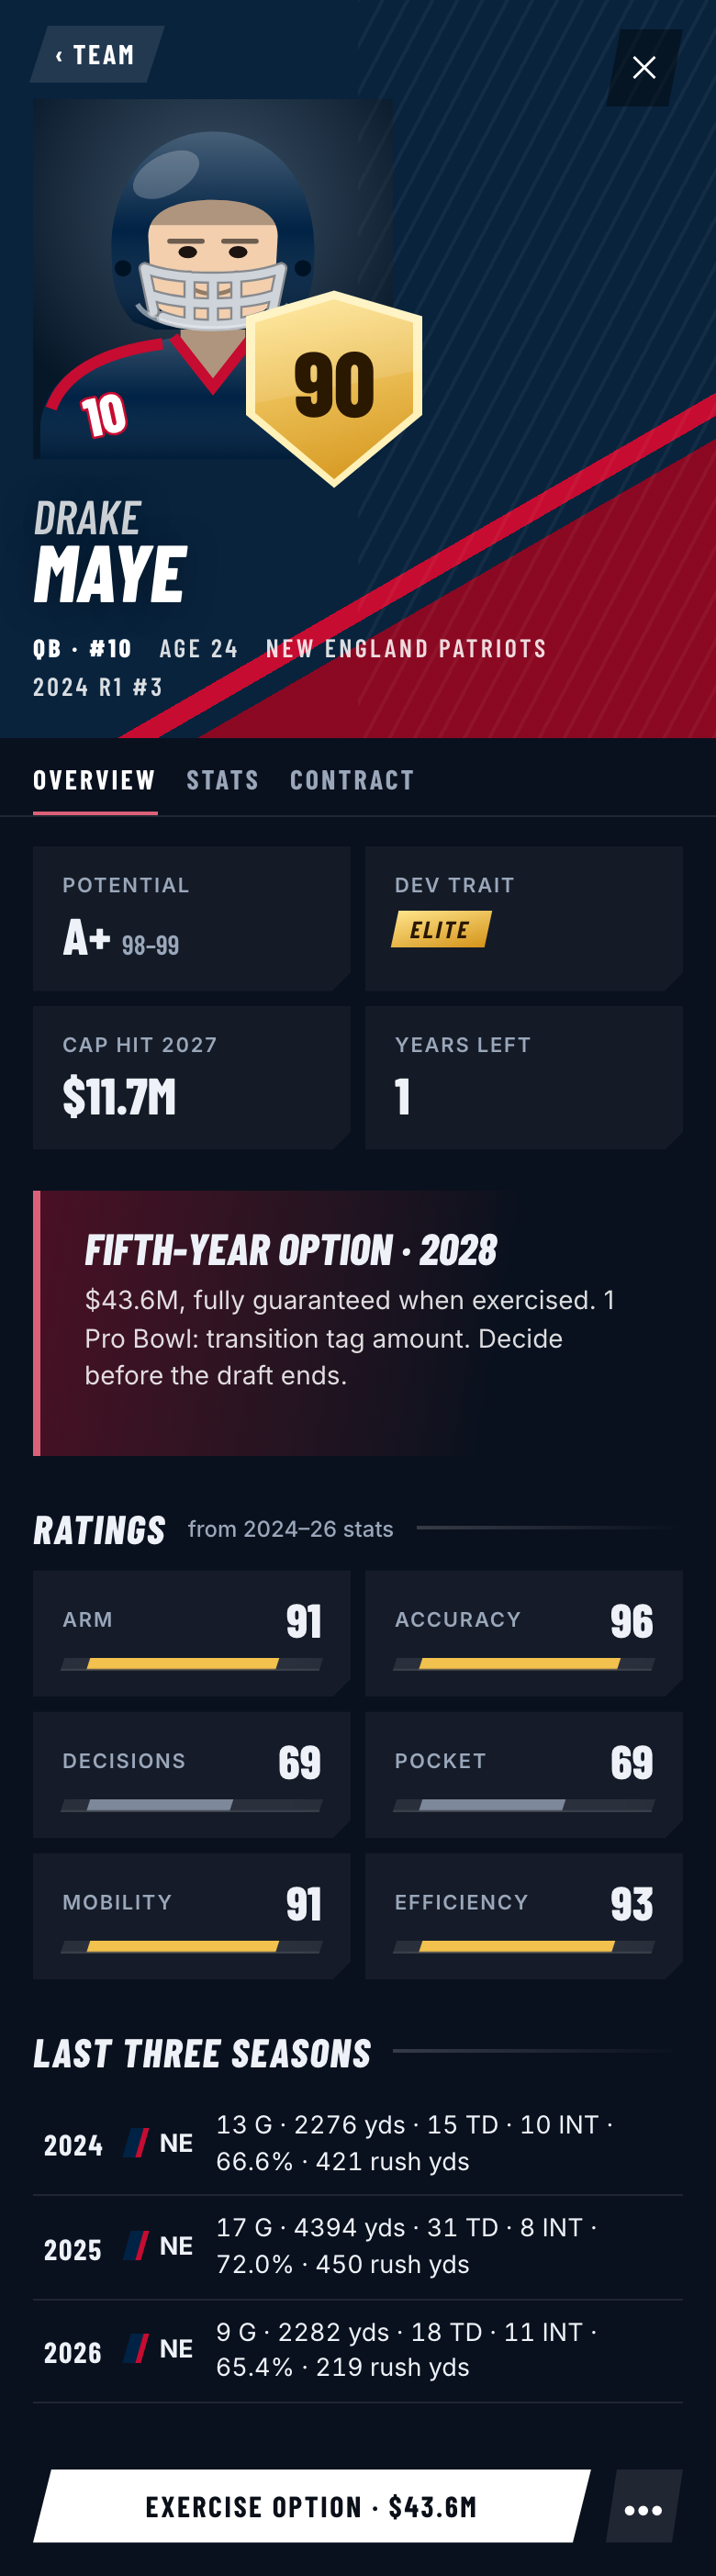 ‹ TEAM
10
90
DRAKE
MAYE
QB · #10 AGE 24 NEW ENGLAND PATRIOTS
2024 R1 #3
OVERVIEW STATS CONTRACT
POTENTIAL
A+ 98–99
DEV TRAIT
ELITE
CAP HIT 2027
$11.7M
YEARS LEFT
1
FIFTH-YEAR OPTION · 2028
$43.6M, fully guaranteed when exercised. 1
Pro Bowl: transition tag amount. Decide
before the draft ends.
RATINGS from 2024–26 stats
ARM 91
ACCURACY 96
DECISIONS 69
POCKET 69
MOBILITY 91
EFFICIENCY 93
LAST THREE SEASONS
2024 NE 13 G · 2276 yds · 15 TD · 10 INT ·
66.6% · 421 rush yds
2025 NE 17 G · 4394 yds · 31 TD · 8 INT ·
72.0% · 450 rush yds
2026 NE 9 G · 2282 yds · 18 TD · 11 INT ·
65.4% · 219 rush yds
EXERCISE OPTION · $43.6M